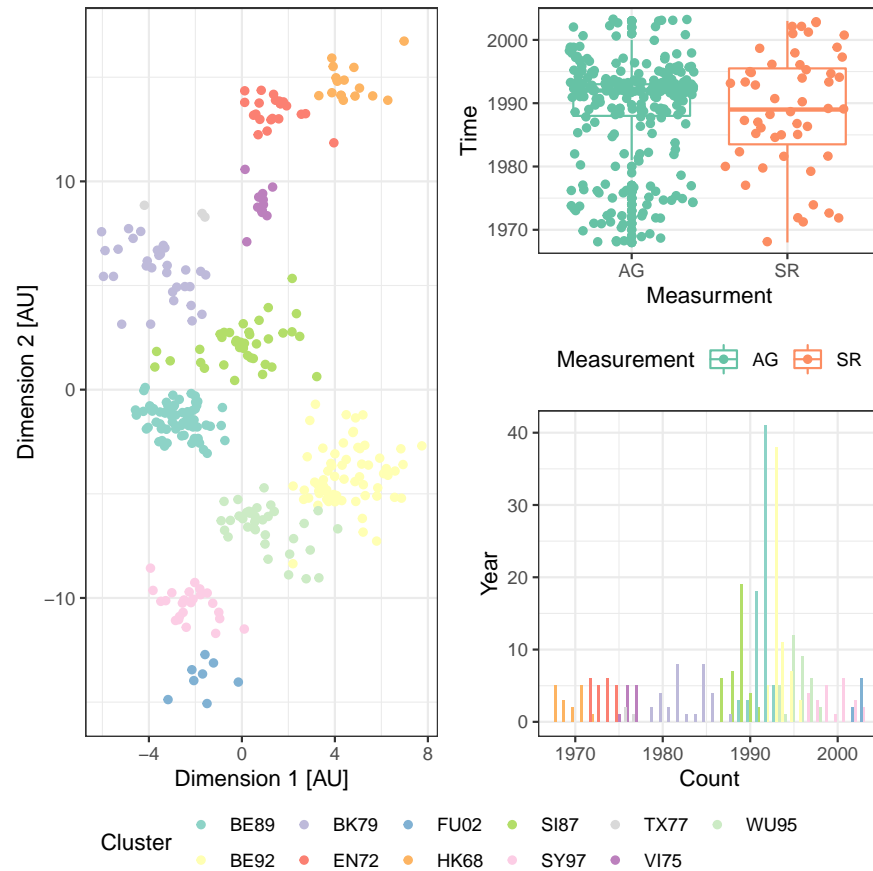 Dimension 2 [AU]
10
0
−10
−4
0
4
8
Dimension 1 [AU]
Time
2000
1990
1980
1970
AG
SR
Measurment
Measurement AG SR
Year
40
30
20
10
0
1970
1980
1990
2000
Count
Cluster
BE89 BK79 FU02 SI87 TX77 WU95
BE92 EN72 HK68 SY97 VI75